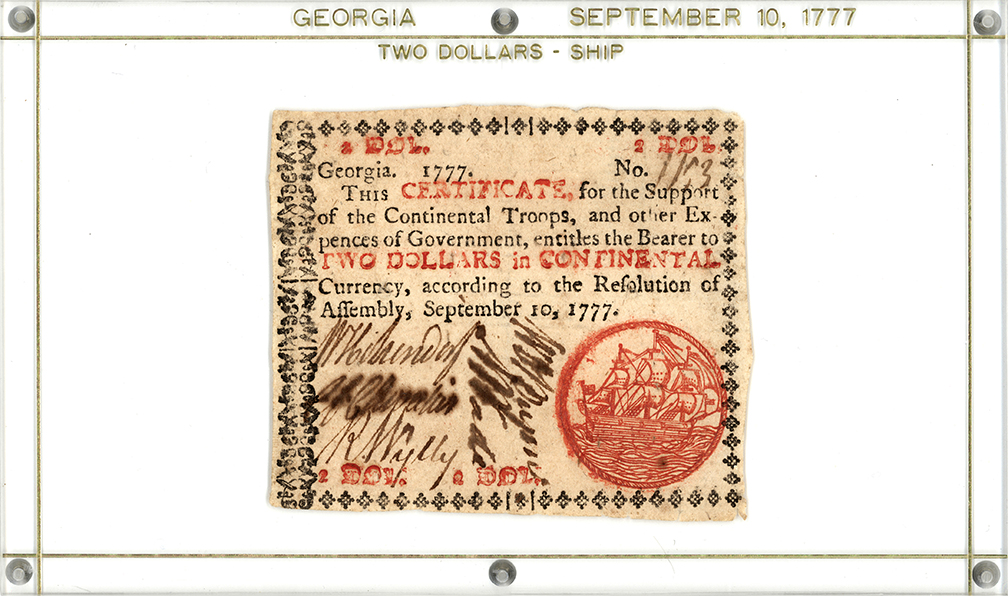 GEORGIA SEPTEMBER 10, 1777
TWO DOLLARS - SHIP
2 DOL. 2 DOL.
Georgia. 1777. No.
THIS CERTIFICATE, for the Support
of the Continental Troops, and other Ex-
pences of Government, entitles the Bearer to
TWO DOLLARS in CONTINENTAL
Currency, according to the Reſolution of
Aſſembly, September 10, 1777.
R. Wylly
2 DOL. 2 DOL.